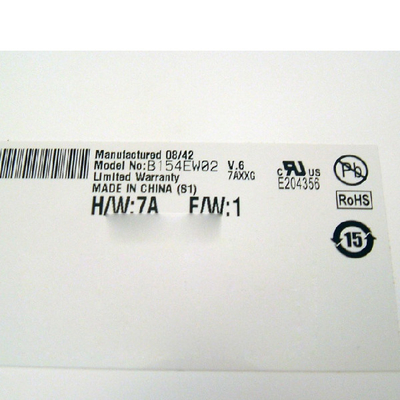 Manufactured 08/42
Model No:B154EW02 V.6
Limited Warranty 7AXXG
MADE IN CHINA (S1)
H/W:7A F/W:1
c RU US
E204356
Pb
RoHS
15